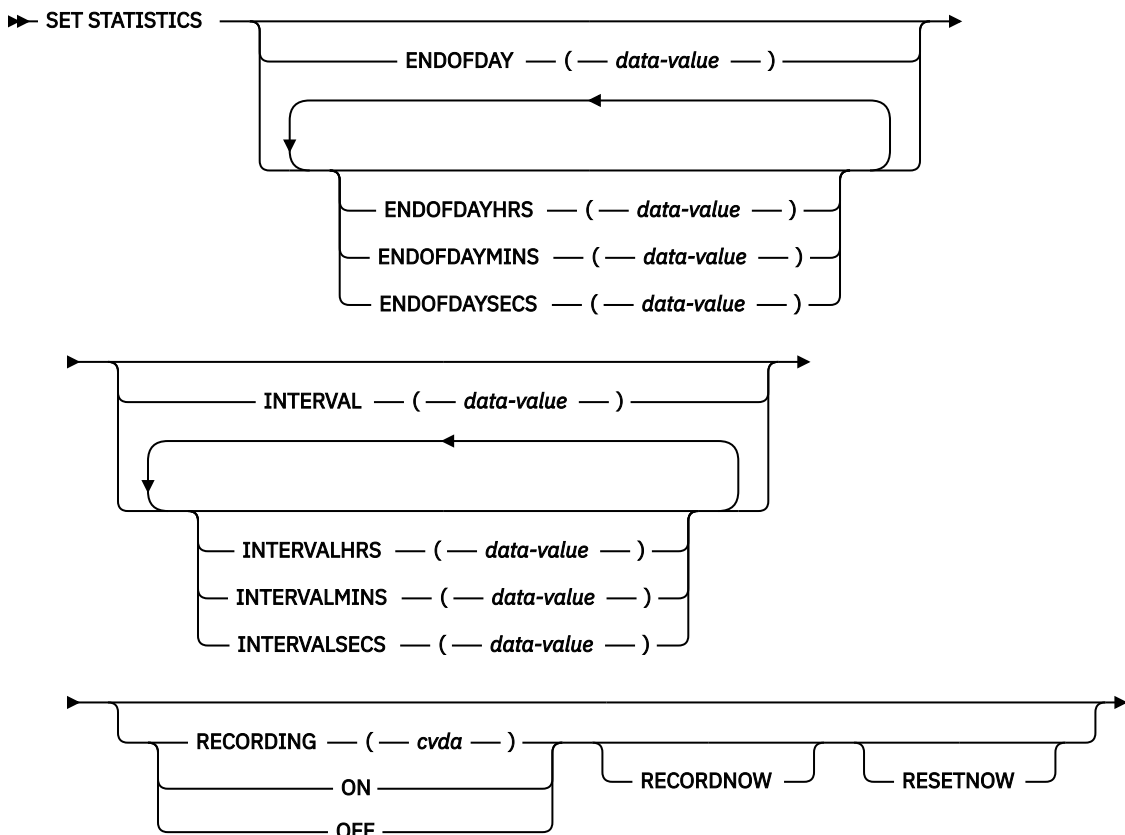 SET STATISTICS
ENDOFDAY ( data-value )
ENDOFDAYHRS ( data-value )
ENDOFDAYMINS ( data-value )
ENDOFDAYSECS ( data-value )
INTERVAL ( data-value )
INTERVALHRS ( data-value )
INTERVALMINS ( data-value )
INTERVALSECS ( data-value )
RECORDING ( cvda )
ON
OFF
RECORDNOW
RESETNOW